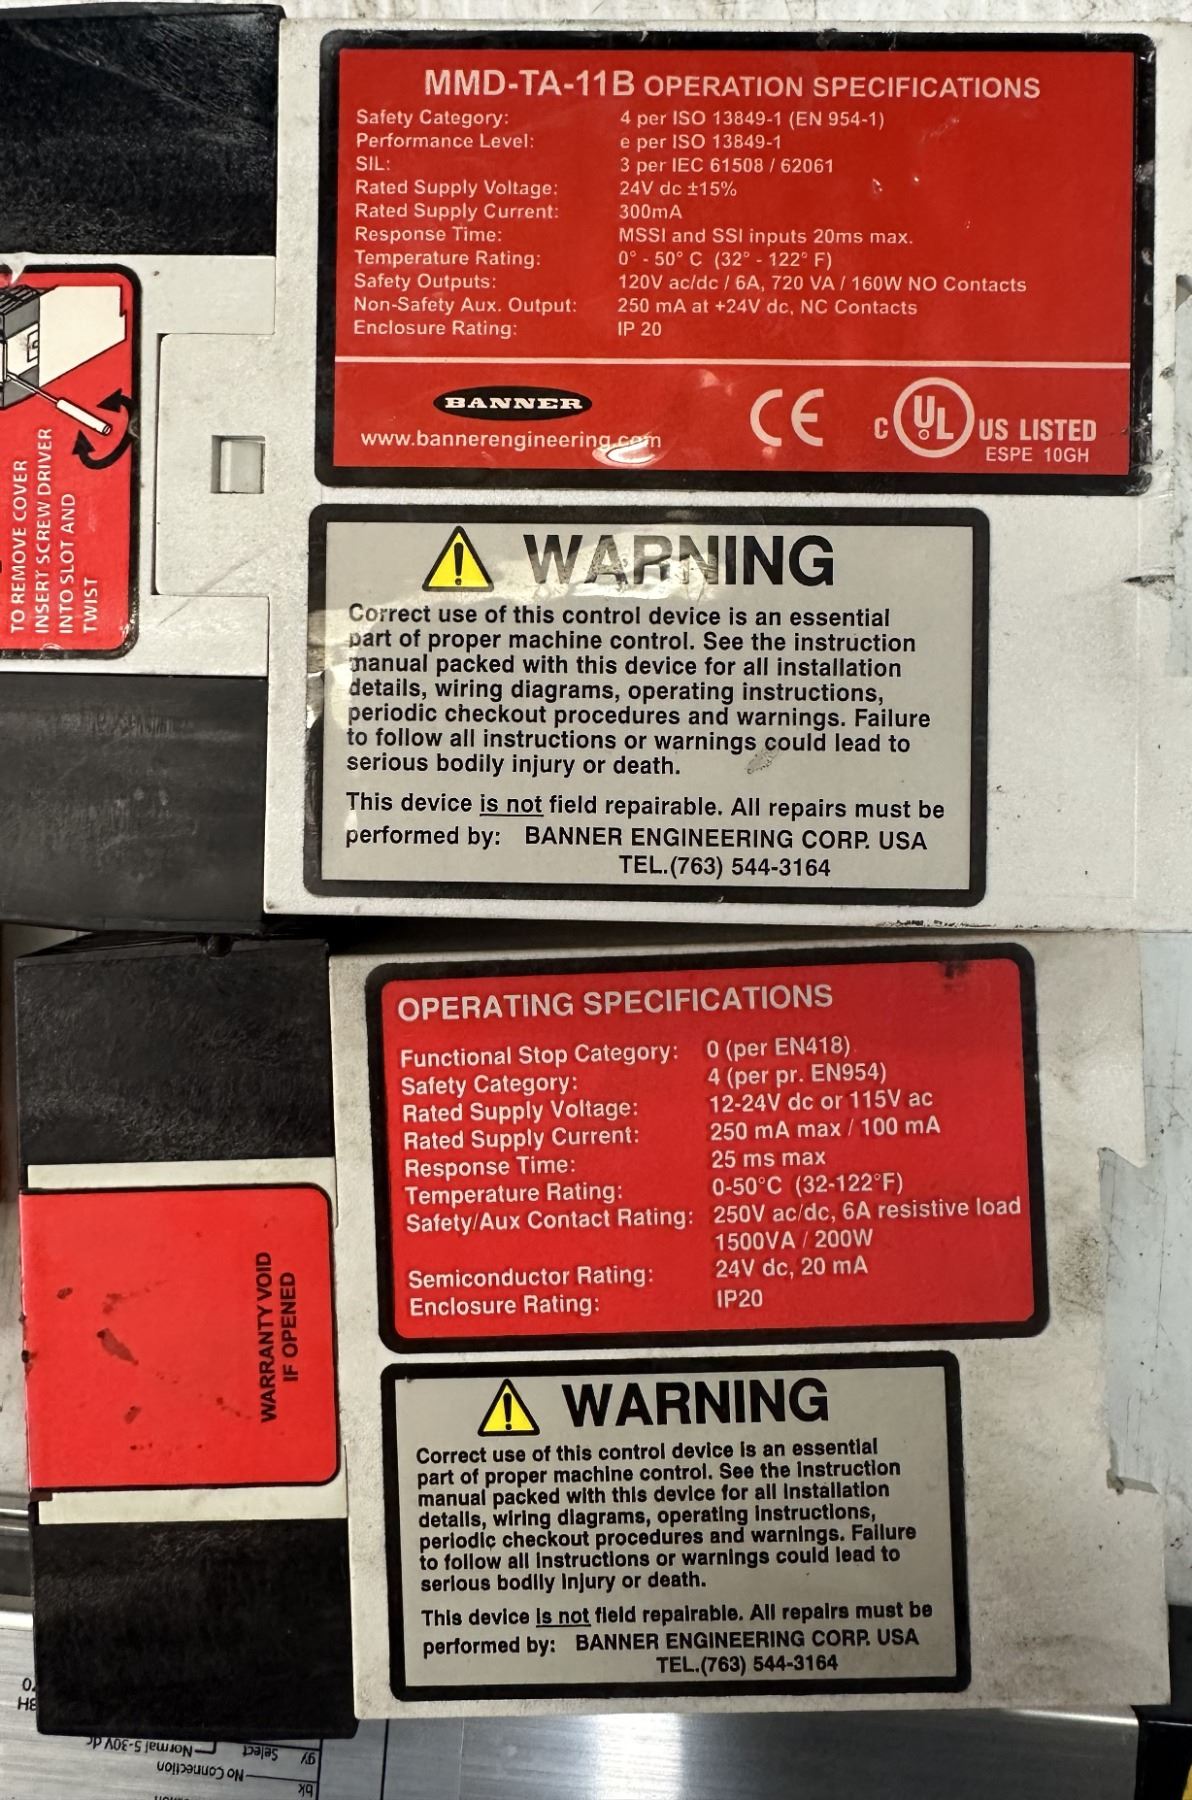 MMD-TA-11B OPERATION SPECIFICATIONS
Safety Category: 4 per ISO 13849-1 (EN 954-1)
Performance Level: e per ISO 13849-1
SIL: 3 per IEC 61508 / 62061
Rated Supply Voltage: 24V dc ±15%
Rated Supply Current: 300mA
Response Time: MSSI and SSI inputs 20ms max.
Temperature Rating: 0° - 50° C (32° - 122° F)
Safety Outputs: 120V ac/dc / 6A, 720 VA / 160W NO Contacts
Non-Safety Aux. Output: 250 mA at +24V dc, NC Contacts
Enclosure Rating: IP 20
BANNER
www.bannerengineering.com
CE
C UL US LISTED
ESPE 10GH
TO REMOVE COVER
INSERT SCREW DRIVER
INTO SLOT AND
TWIST
WARNING
Correct use of this control device is an essential
part of proper machine control. See the instruction
manual packed with this device for all installation
details, wiring diagrams, operating instructions,
periodic checkout procedures and warnings. Failure
to follow all instructions or warnings could lead to
serious bodily injury or death.
This device is not field repairable. All repairs must be
performed by: BANNER ENGINEERING CORP. USA
TEL.(763) 544-3164
OPERATING SPECIFICATIONS
Functional Stop Category: 0 (per EN418)
Safety Category: 4 (per pr. EN954)
Rated Supply Voltage: 12-24V dc or 115V ac
Rated Supply Current: 250 mA max / 100 mA
Response Time: 25 ms max
Temperature Rating: 0-50°C (32-122°F)
Safety/Aux Contact Rating: 250V ac/dc, 6A resistive load
1500VA / 200W
Semiconductor Rating: 24V dc, 20 mA
Enclosure Rating: IP20
WARRANTY VOID
IF OPENED
WARNING
Correct use of this control device is an essential
part of proper machine control. See the instruction
manual packed with this device for all installation
details, wiring diagrams, operating instructions,
periodic checkout procedures and warnings. Failure
to follow all instructions or warnings could lead to
serious bodily injury or death.
This device is not field repairable. All repairs must be
performed by: BANNER ENGINEERING CORP. USA
TEL.(763) 544-3164
bk No Connection
gy Select Normal 5-30V dc